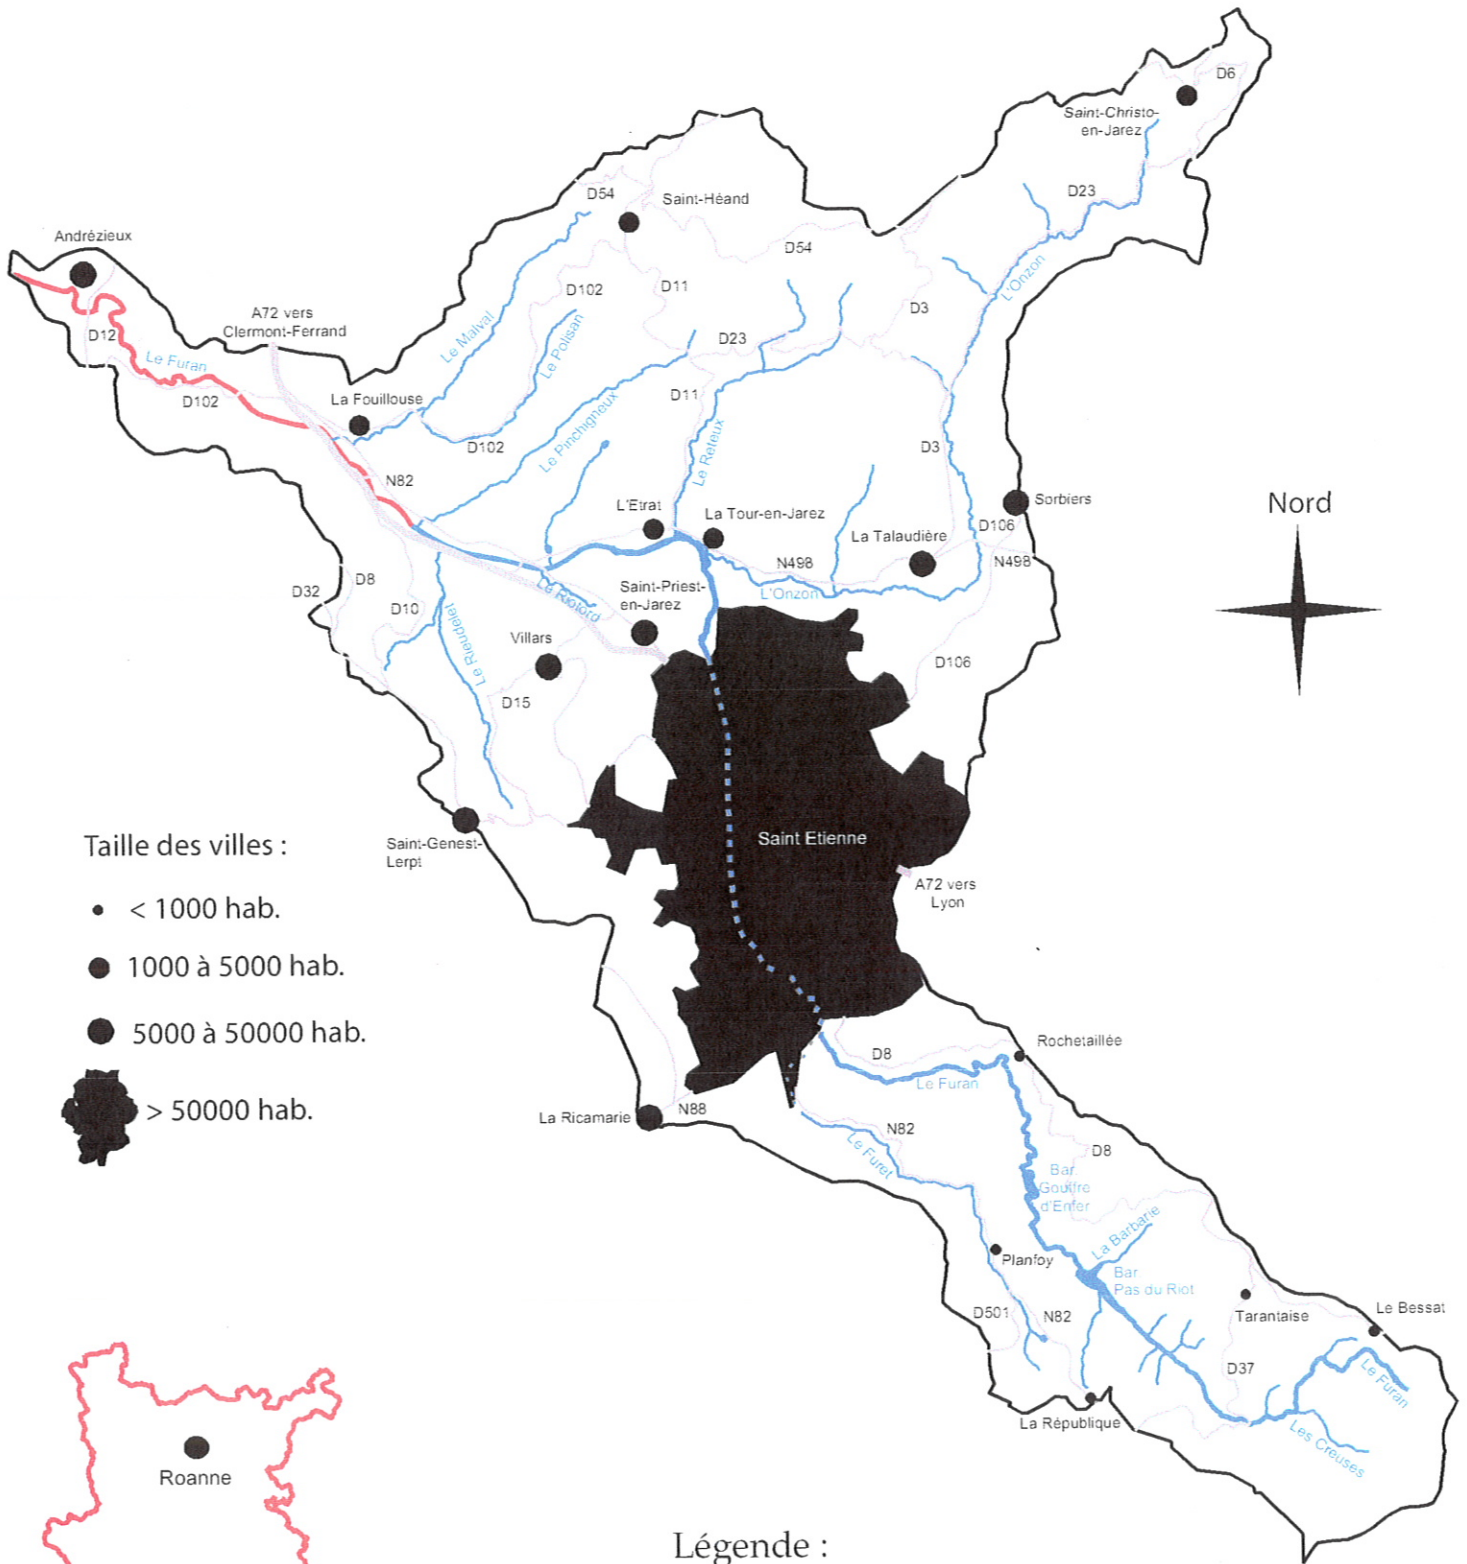 D6
Saint-Christo-
en-Jarez
D23
D54
Saint-Héand
Andrézieux
D54
L'Onzon
D102
D11
D3
A72 vers
Clermont-Ferrand
D12
Le Malval
Le Polisan
D23
Le Furan
D102
La Fouillouse
D11
D102
Le Pinchigneux
Le Reteux
D3
N82
L'Etrat
La Tour-en-Jarez
Sorbiers
Nord
D106
La Talaudière
N498
N498
D32
D8
D10
Le Riotord
Saint-Priest-
en-Jarez
L'Onzon
Villars
Le Rieudelet
D106
D15
Taille des villes :
Saint-Genest-
Lerpt
Saint Etienne
A72 vers
Lyon
< 1000 hab.
1000 à 5000 hab.
5000 à 50000 hab.
> 50000 hab.
Rochetaillée
D8
Le Furan
La Ricamarie
N88
N82
Le Furet
D8
Bar
Gouffre
d'Enfer
La Barbarie
Planfoy
Bar
Pas du Riot
D501
N82
Tarantaise
Le Bessat
D37
Le Furan
La République
Les Creuses
Roanne
Légende :